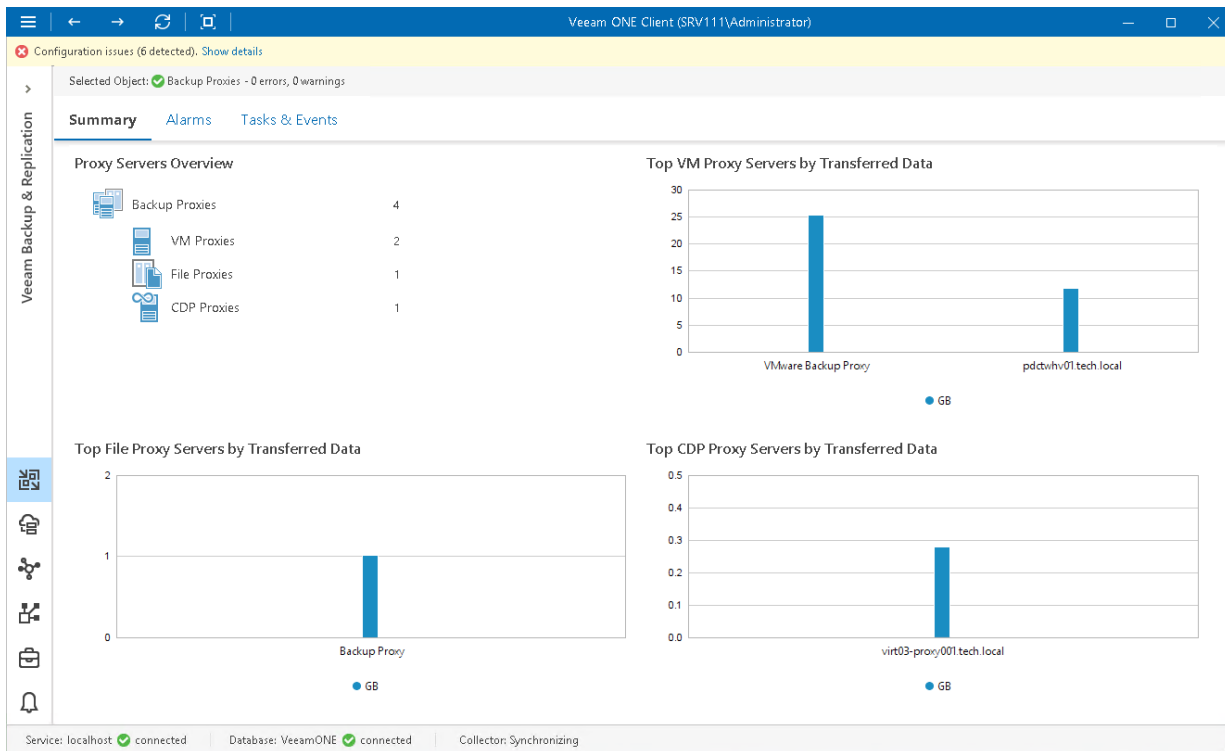 Veeam ONE Client (SRV111\Administrator)
Configuration issues (6 detected). Show details
Selected Object: Backup Proxies - 0 errors, 0 warnings
Veeam Backup & Replication
Summary Alarms Tasks & Events
Proxy Servers Overview
Backup Proxies 4
VM Proxies 2
File Proxies 1
CDP Proxies 1
Top VM Proxy Servers by Transferred Data
30
25
20
15
10
5
0
VMware Backup Proxy pdctwhv01.tech.local
GB
Top File Proxy Servers by Transferred Data
2
1
0
Backup Proxy
GB
Top CDP Proxy Servers by Transferred Data
0.5
0.4
0.3
0.2
0.1
0.0
virt03-proxy001.tech.local
GB
Service: localhost connected Database: VeeamONE connected Collector: Synchronizing